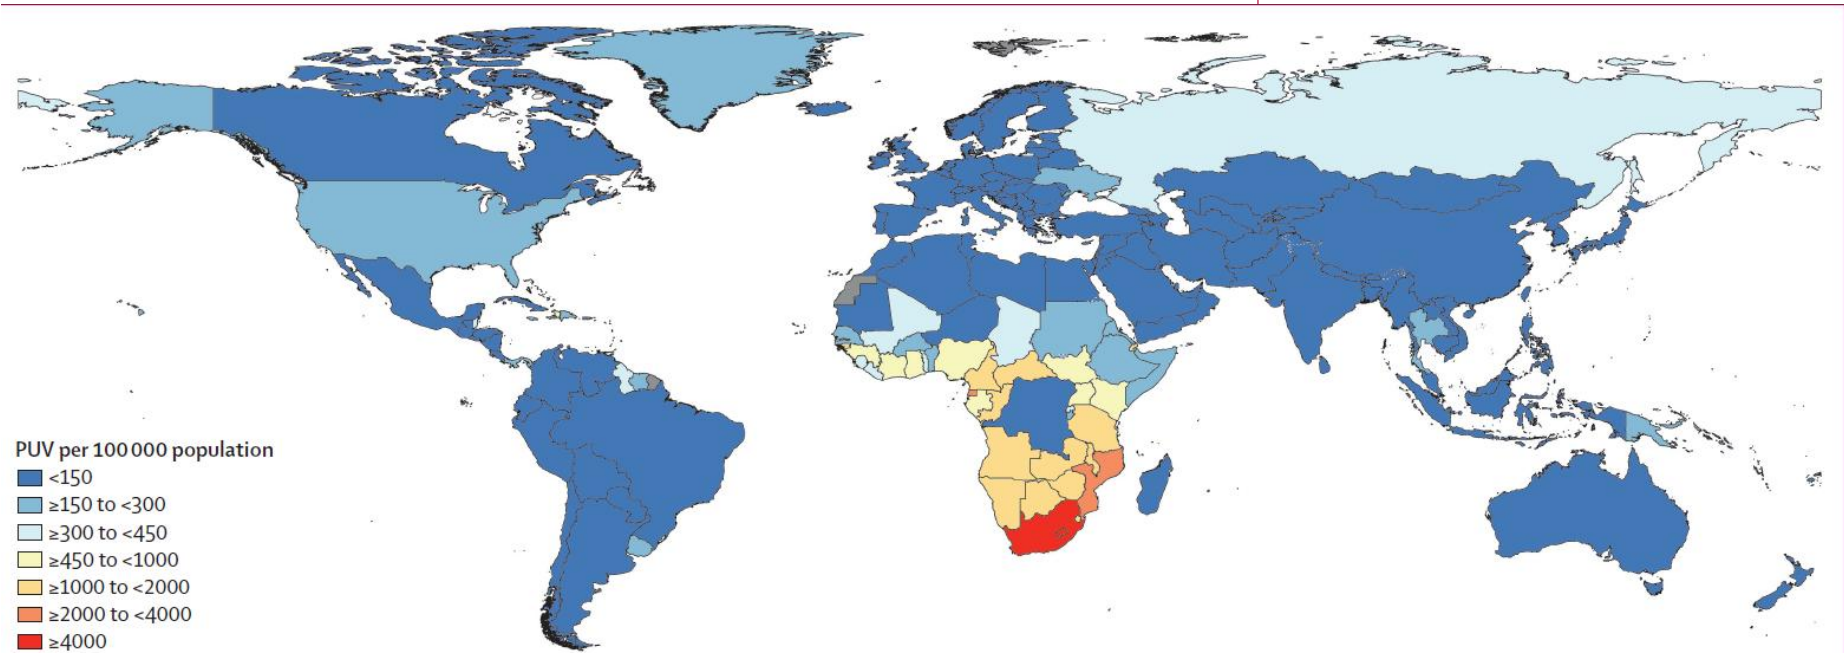 PUV per 100 000 population
<150
≥150 to <300
≥300 to <450
≥450 to <1000
≥1000 to <2000
≥2000 to <4000
≥4000